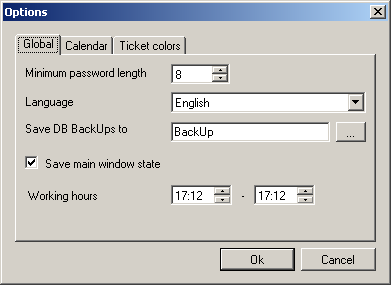 Options
Global Calendar Ticket colors
Minimum password length 8
Language English
Save DB BackUps to BackUp ...
Save main window state
Working hours 17:12 - 17:12
Ok Cancel